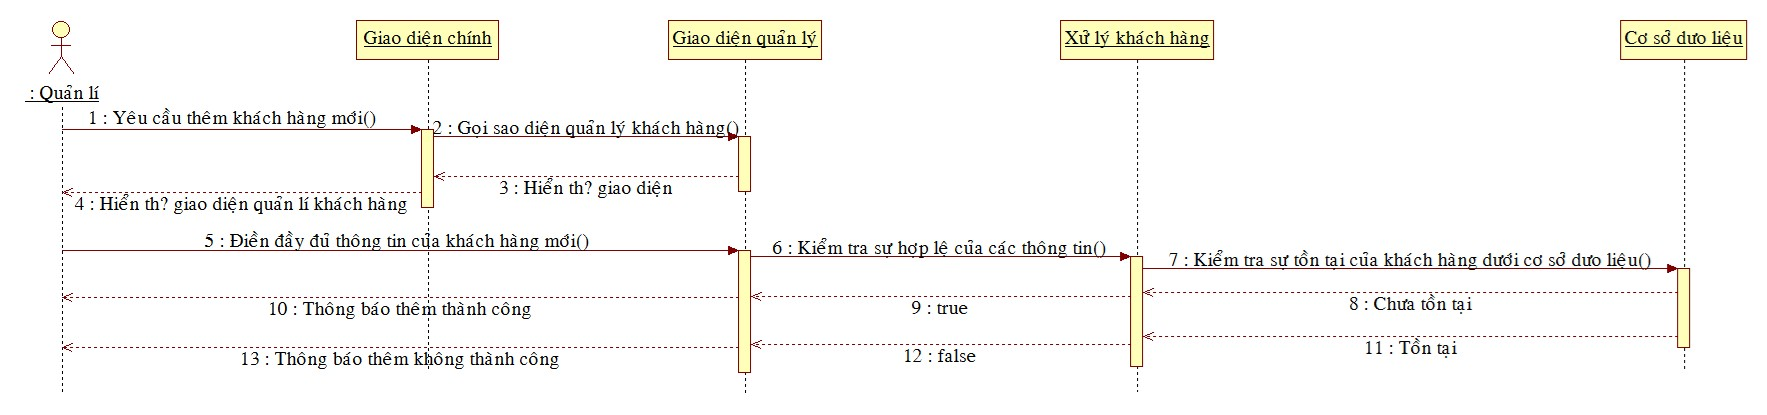 Giao diện chính
Giao diện quản lý
Xử lý khách hàng
Cơ sở dưo liệu
: Quản lí
1 : Yêu cầu thêm khách hàng mới()
2 : Gọi sao diện quản lý khách hàng()
3 : Hiển th? giao diện
4 : Hiển th? giao diện quản lí khách hàng
5 : Điền đầy đủ thông tin của khách hàng mới()
6 : Kiểm tra sự hợp lệ của các thông tin()
7 : Kiểm tra sự tồn tại của khách hàng dưới cơ sở dưo liệu()
8 : Chưa tồn tại
9 : true
10 : Thông báo thêm thành công
11 : Tồn tại
12 : false
13 : Thông báo thêm không thành công